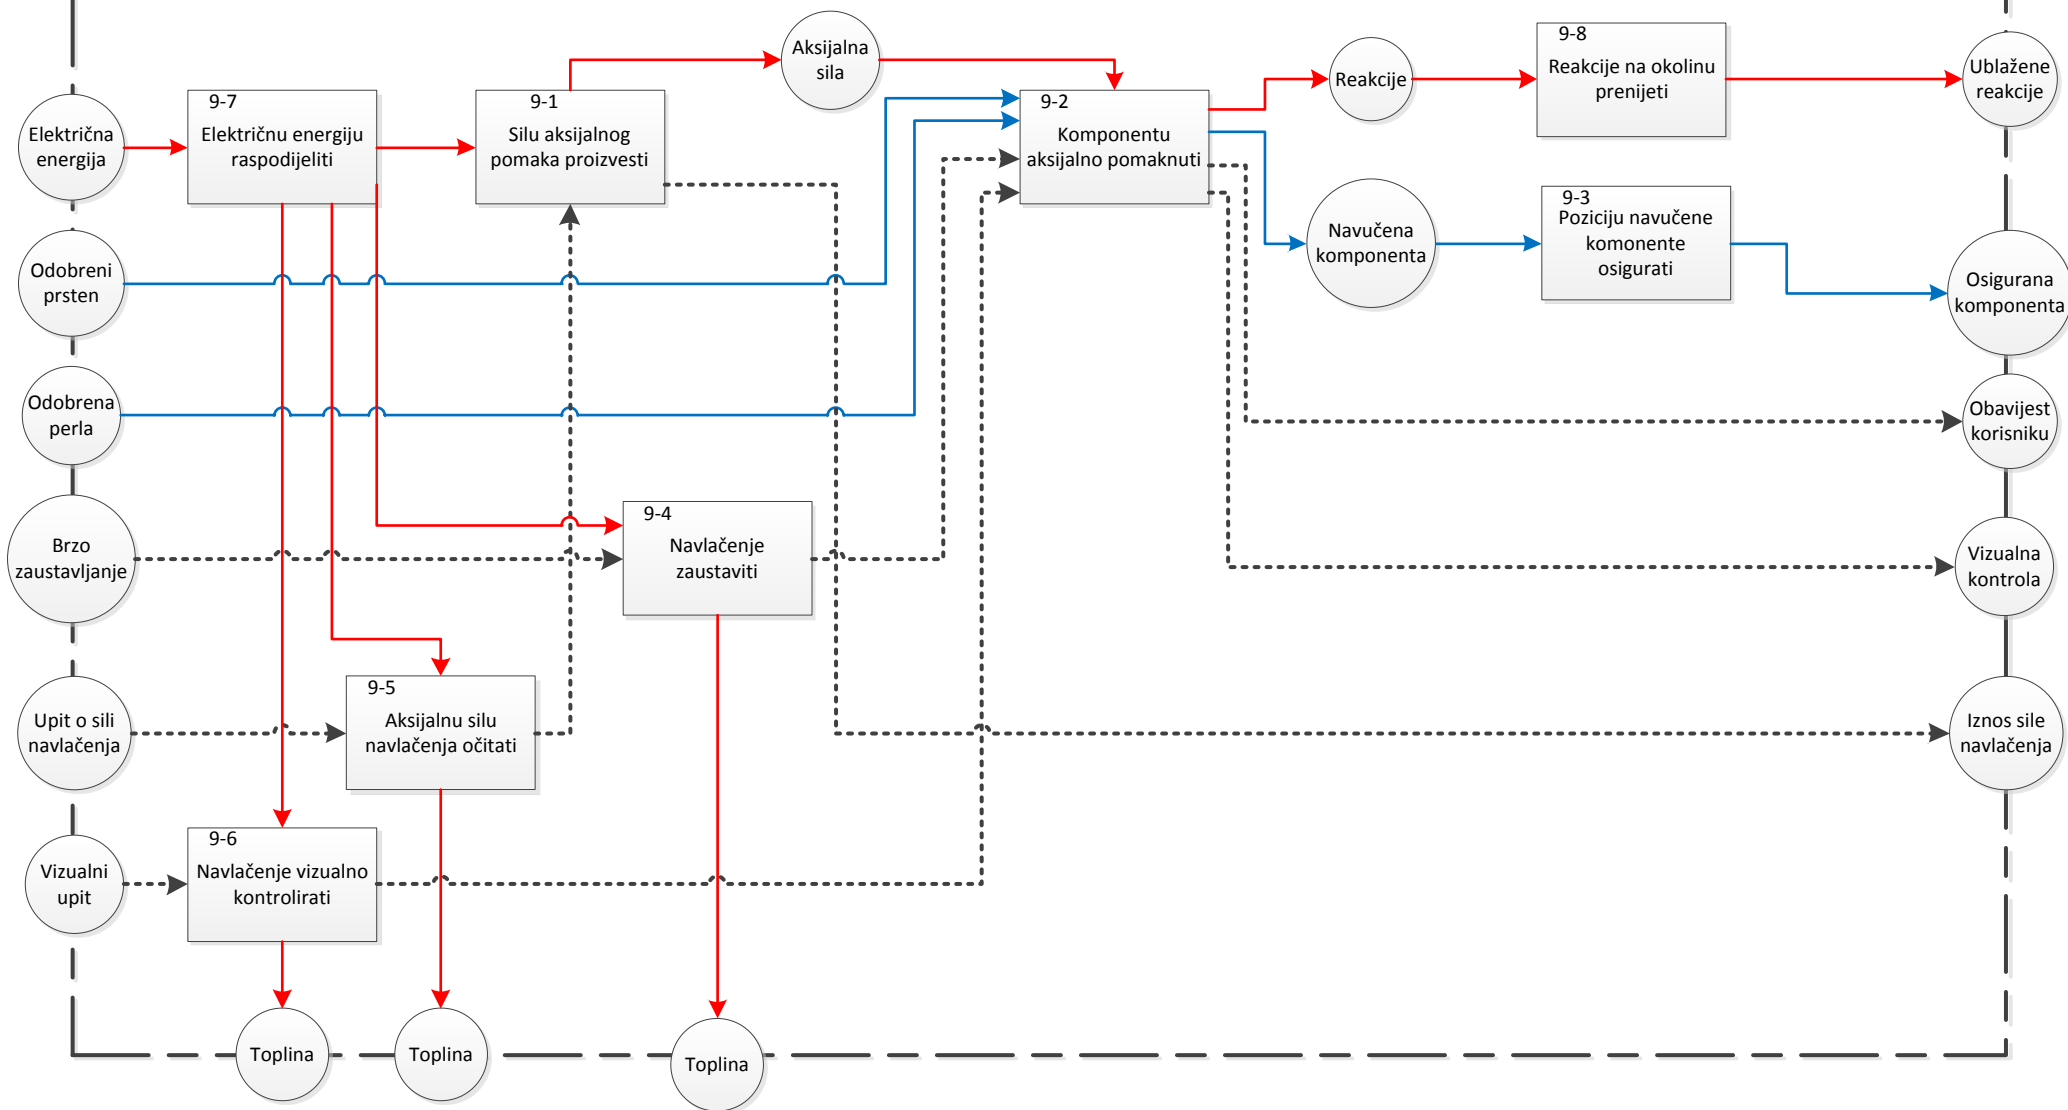 Aksijalna
sila
9-8
Reakcije na okolinu
prenijeti
Reakcije
Ublažene
reakcije
9-7
Električnu energiju
raspodijeliti
9-1
Silu aksijalnog
pomaka proizvesti
9-2
Komponentu
aksijalno pomaknuti
Električna
energija
9-3
Poziciju navučene
komonente
osigurati
Navučena
komponenta
Odobreni
prsten
Osigurana
komponenta
Odobrena
perla
Obavijest
korisniku
9-4
Navlačenje
zaustaviti
Brzo
zaustavljanje
Vizualna
kontrola
9-5
Aksijalnu silu
navlačenja očitati
Upit o sili
navlačenja
Iznos sile
navlačenja
9-6
Navlačenje vizualno
kontrolirati
Vizualni
upit
Toplina
Toplina
Toplina